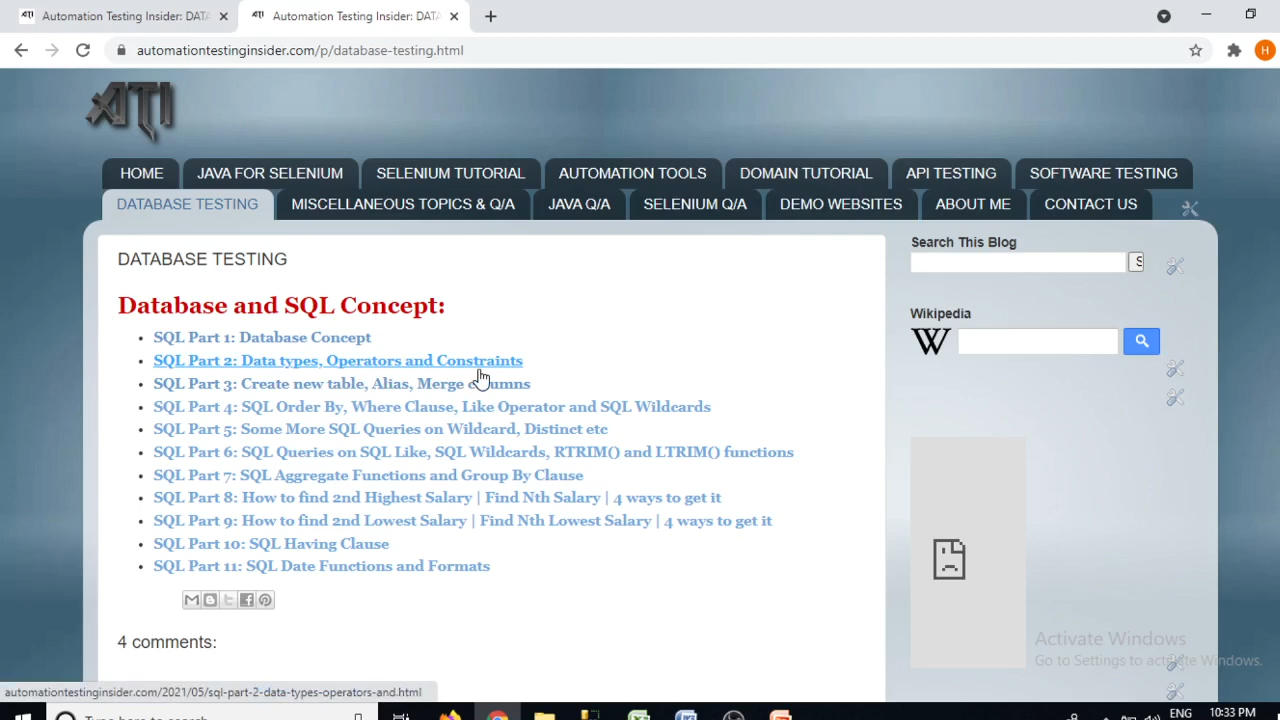 Automation Testing Insider: DATA
Automation Testing Insider: DATA
automationtestinginsider.com/p/database-testing.html
H
ATI
HOME
JAVA FOR SELENIUM
SELENIUM TUTORIAL
AUTOMATION TOOLS
DOMAIN TUTORIAL
API TESTING
SOFTWARE TESTING
DATABASE TESTING
MISCELLANEOUS TOPICS & Q/A
JAVA Q/A
SELENIUM Q/A
DEMO WEBSITES
ABOUT ME
CONTACT US
DATABASE TESTING
Database and SQL Concept:
SQL Part 1: Database Concept
SQL Part 2: Data types, Operators and Constraints
SQL Part 3: Create new table, Alias, Merge columns
SQL Part 4: SQL Order By, Where Clause, Like Operator and SQL Wildcards
SQL Part 5: Some More SQL Queries on Wildcard, Distinct etc
SQL Part 6: SQL Queries on SQL Like, SQL Wildcards, RTRIM() and LTRIM() functions
SQL Part 7: SQL Aggregate Functions and Group By Clause
SQL Part 8: How to find 2nd Highest Salary | Find Nth Salary | 4 ways to get it
SQL Part 9: How to find 2nd Lowest Salary | Find Nth Lowest Salary | 4 ways to get it
SQL Part 10: SQL Having Clause
SQL Part 11: SQL Date Functions and Formats
4 comments:
Search This Blog
S
Wikipedia
W
Activate Windows
Go to Settings to activate Windows.
automationtestinginsider.com/2021/05/sql-part-2-data-types-operators-and.html
Type here to search
ENG
10:33 PM